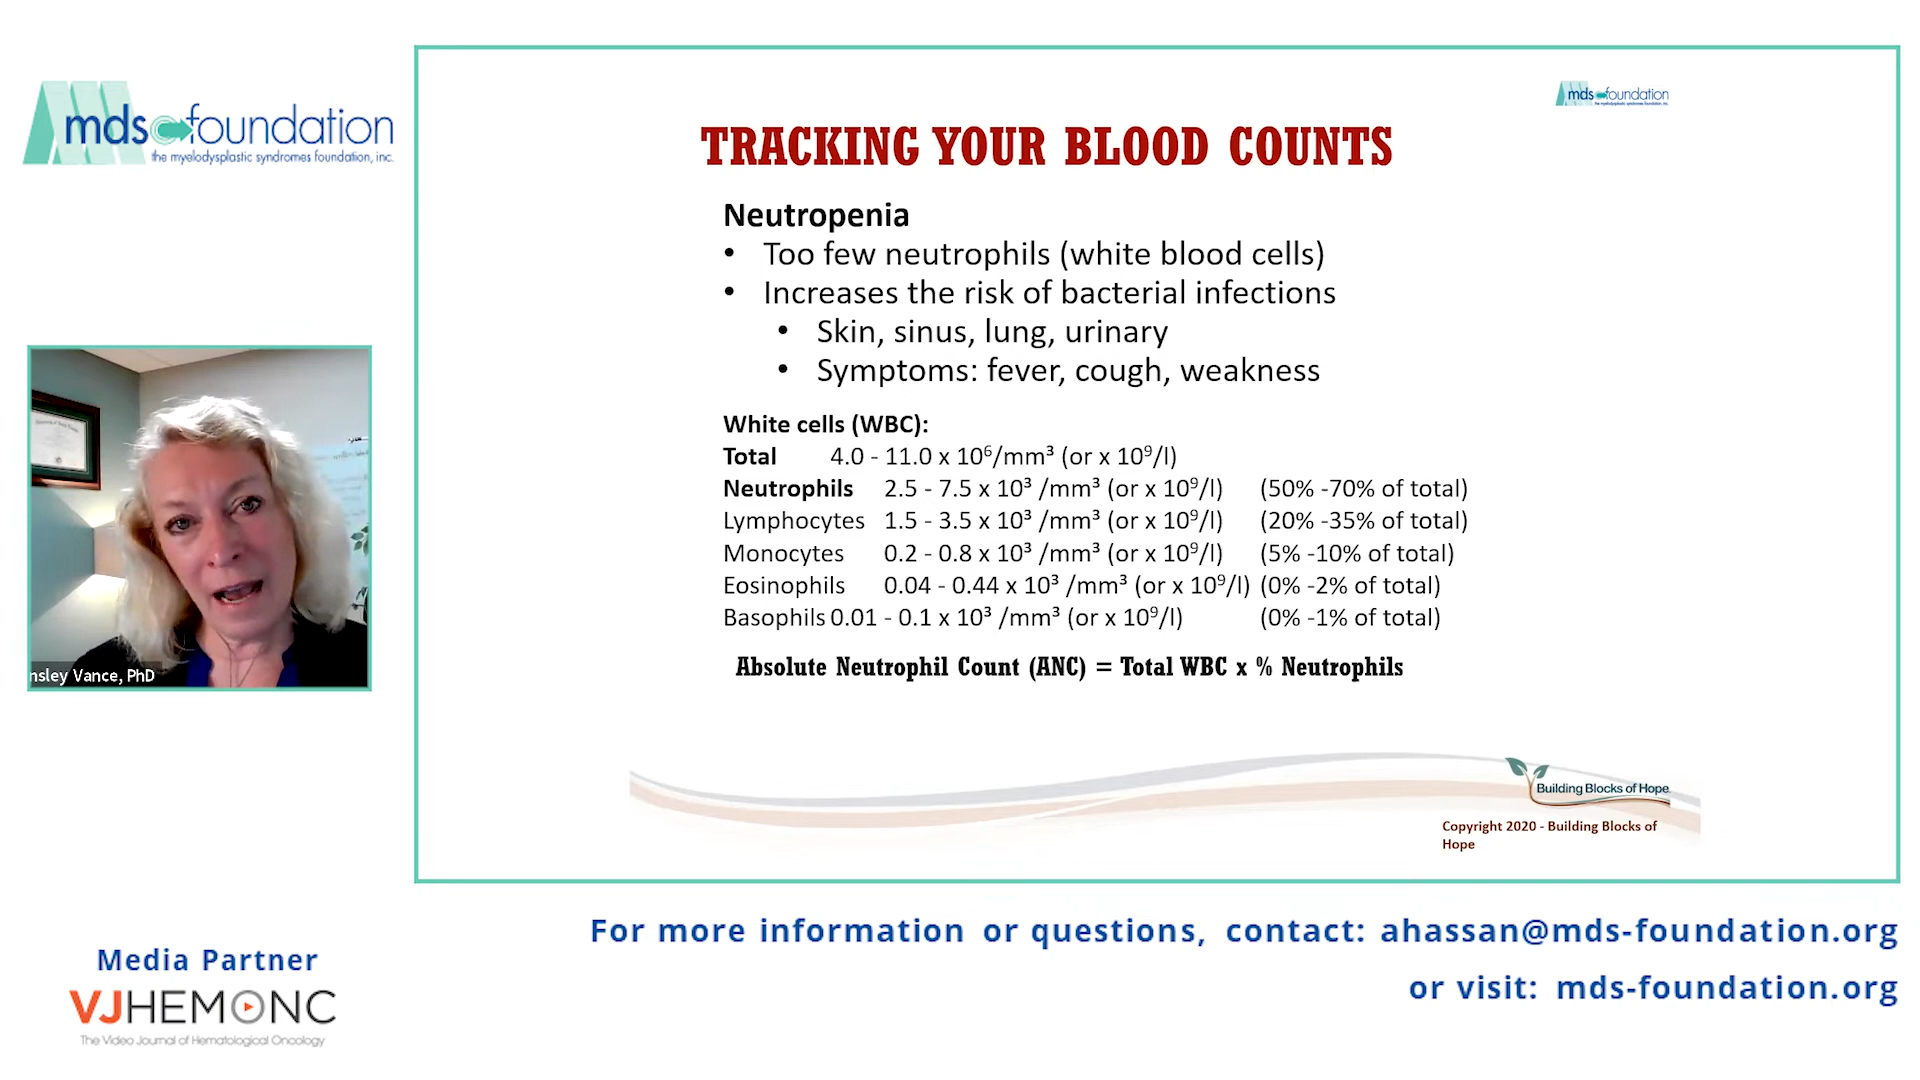 mds foundation
the myelodysplastic syndromes foundation, inc.
mds foundation
TRACKING YOUR BLOOD COUNTS
Neutropenia
• Too few neutrophils (white blood cells)
• Increases the risk of bacterial infections
• Skin, sinus, lung, urinary
• Symptoms: fever, cough, weakness
White cells (WBC):
Total 4.0 - 11.0 x 10⁶/mm³ (or x 10⁹/l)
Neutrophils 2.5 - 7.5 x 10³ /mm³ (or x 10⁹/l) (50% -70% of total)
Lymphocytes 1.5 - 3.5 x 10³ /mm³ (or x 10⁹/l) (20% -35% of total)
Monocytes 0.2 - 0.8 x 10³ /mm³ (or x 10⁹/l) (5% -10% of total)
Eosinophils 0.04 - 0.44 x 10³ /mm³ (or x 10⁹/l) (0% -2% of total)
Basophils 0.01 - 0.1 x 10³ /mm³ (or x 10⁹/l) (0% -1% of total)
Absolute Neutrophil Count (ANC) = Total WBC x % Neutrophils
Building Blocks of Hope
Copyright 2020 - Building Blocks of
Hope
nsley Vance, PhD
For more information or questions, contact: ahassan@mds-foundation.org
or visit: mds-foundation.org
Media Partner
VJHEMONC
The Video Journal of Hematological Oncology